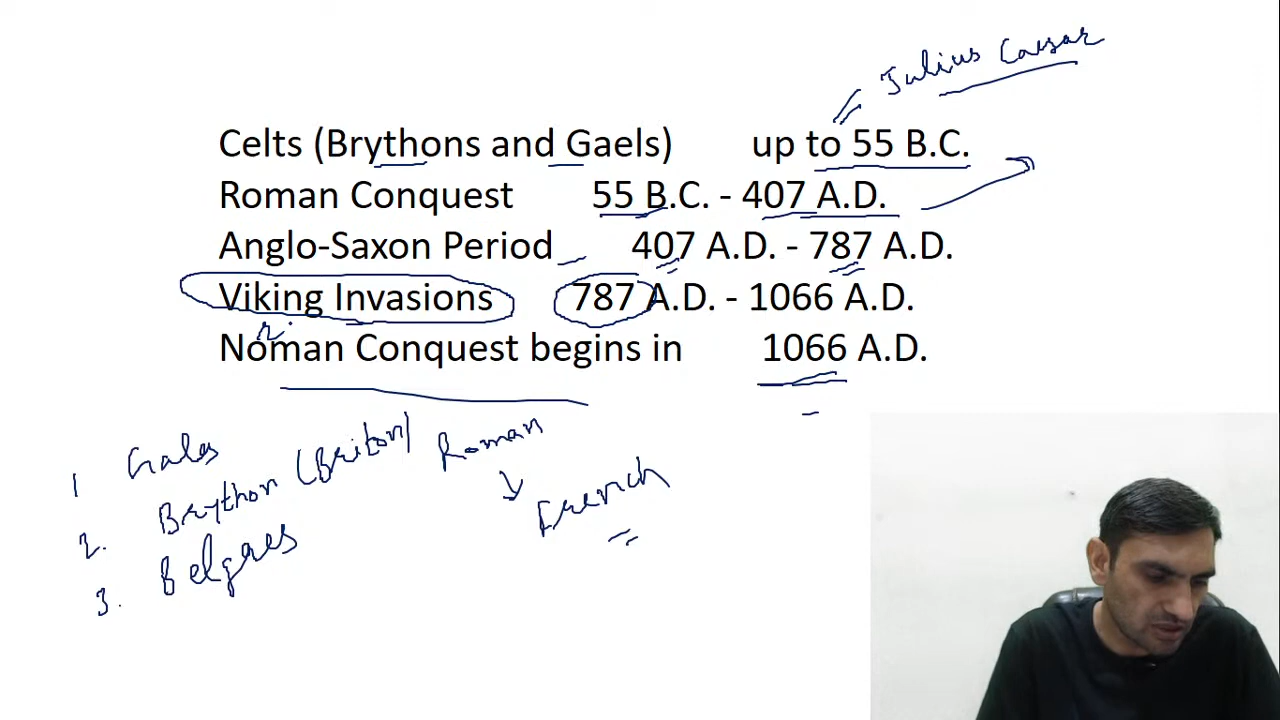 Julius Caesar
Celts (Brythons and Gaels) up to 55 B.C.
Roman Conquest 55 B.C. - 407 A.D.
Anglo-Saxon Period 407 A.D. - 787 A.D.
Viking Invasions 787 A.D. - 1066 A.D.
r
Noman Conquest begins in 1066 A.D.
1 Gales
2. Brython (Briton) Roman
French
3. Belgaes